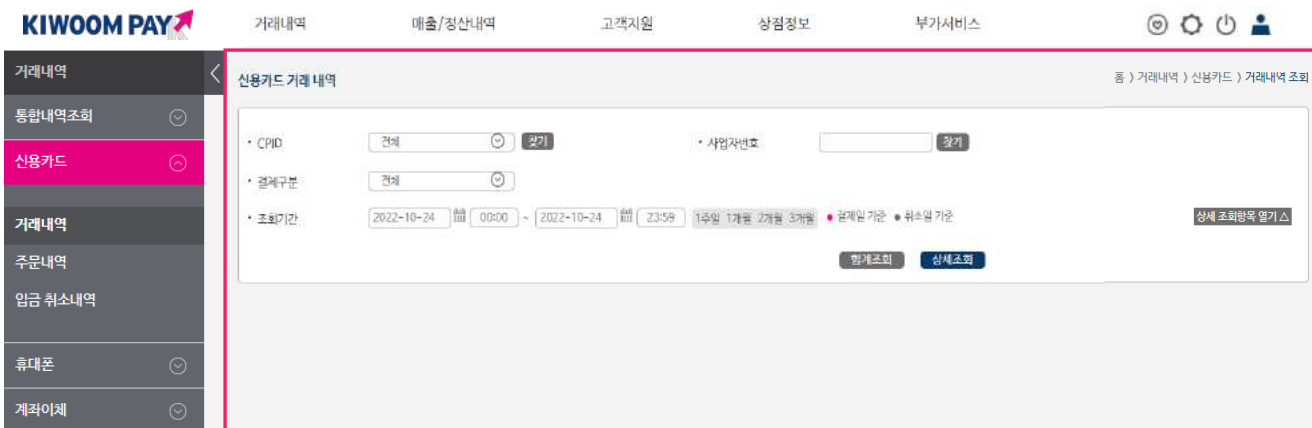 KIWOOM PAY 거래내역 매출/정산내역 고객지원 상점정보 부가서비스
거래내역
통합내역조회
신용카드
거래내역
주문내역
입금 취소내역
휴대폰
계좌이체
신용카드 거래 내역
홈 > 거래내역 > 신용카드 > 거래내역 조회
• CPID 전체 찾기 • 사업자번호 찾기
• 결제구분 전체
• 조회기간 2022-10-24 00:00 ~ 2022-10-24 23:59 1주일 1개월 2개월 3개월 ● 결제일 기준 ● 취소일 기준 상세 조회항목 열기 △
합계조회 상세조회